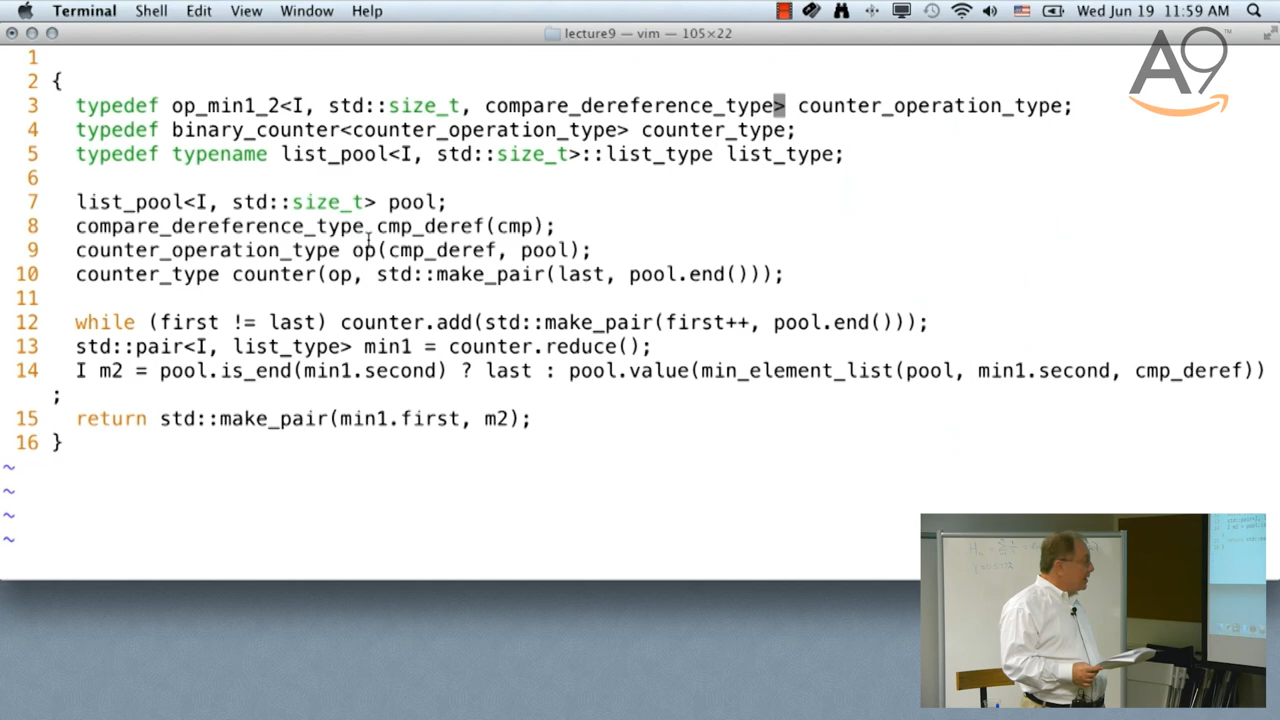 Terminal Shell Edit View Window Help Wed Jun 19 11:59 AM
lecture9 — vim — 105×22
A9™
1
2 {
3 typedef op_min1_2<I, std::size_t, compare_dereference_type> counter_operation_type;
4 typedef binary_counter<counter_operation_type> counter_type;
5 typedef typename list_pool<I, std::size_t>::list_type list_type;
6
7 list_pool<I, std::size_t> pool;
8 compare_dereference_type cmp_deref(cmp);
9 counter_operation_type op(cmp_deref, pool);
10 counter_type counter(op, std::make_pair(last, pool.end()));
11
12 while (first != last) counter.add(std::make_pair(first++, pool.end()));
13 std::pair<I, list_type> min1 = counter.reduce();
14 I m2 = pool.is_end(min1.second) ? last : pool.value(min_element_list(pool, min1.second, cmp_deref))
;
15 return std::make_pair(min1.first, m2);
16 }
~
~
~
~